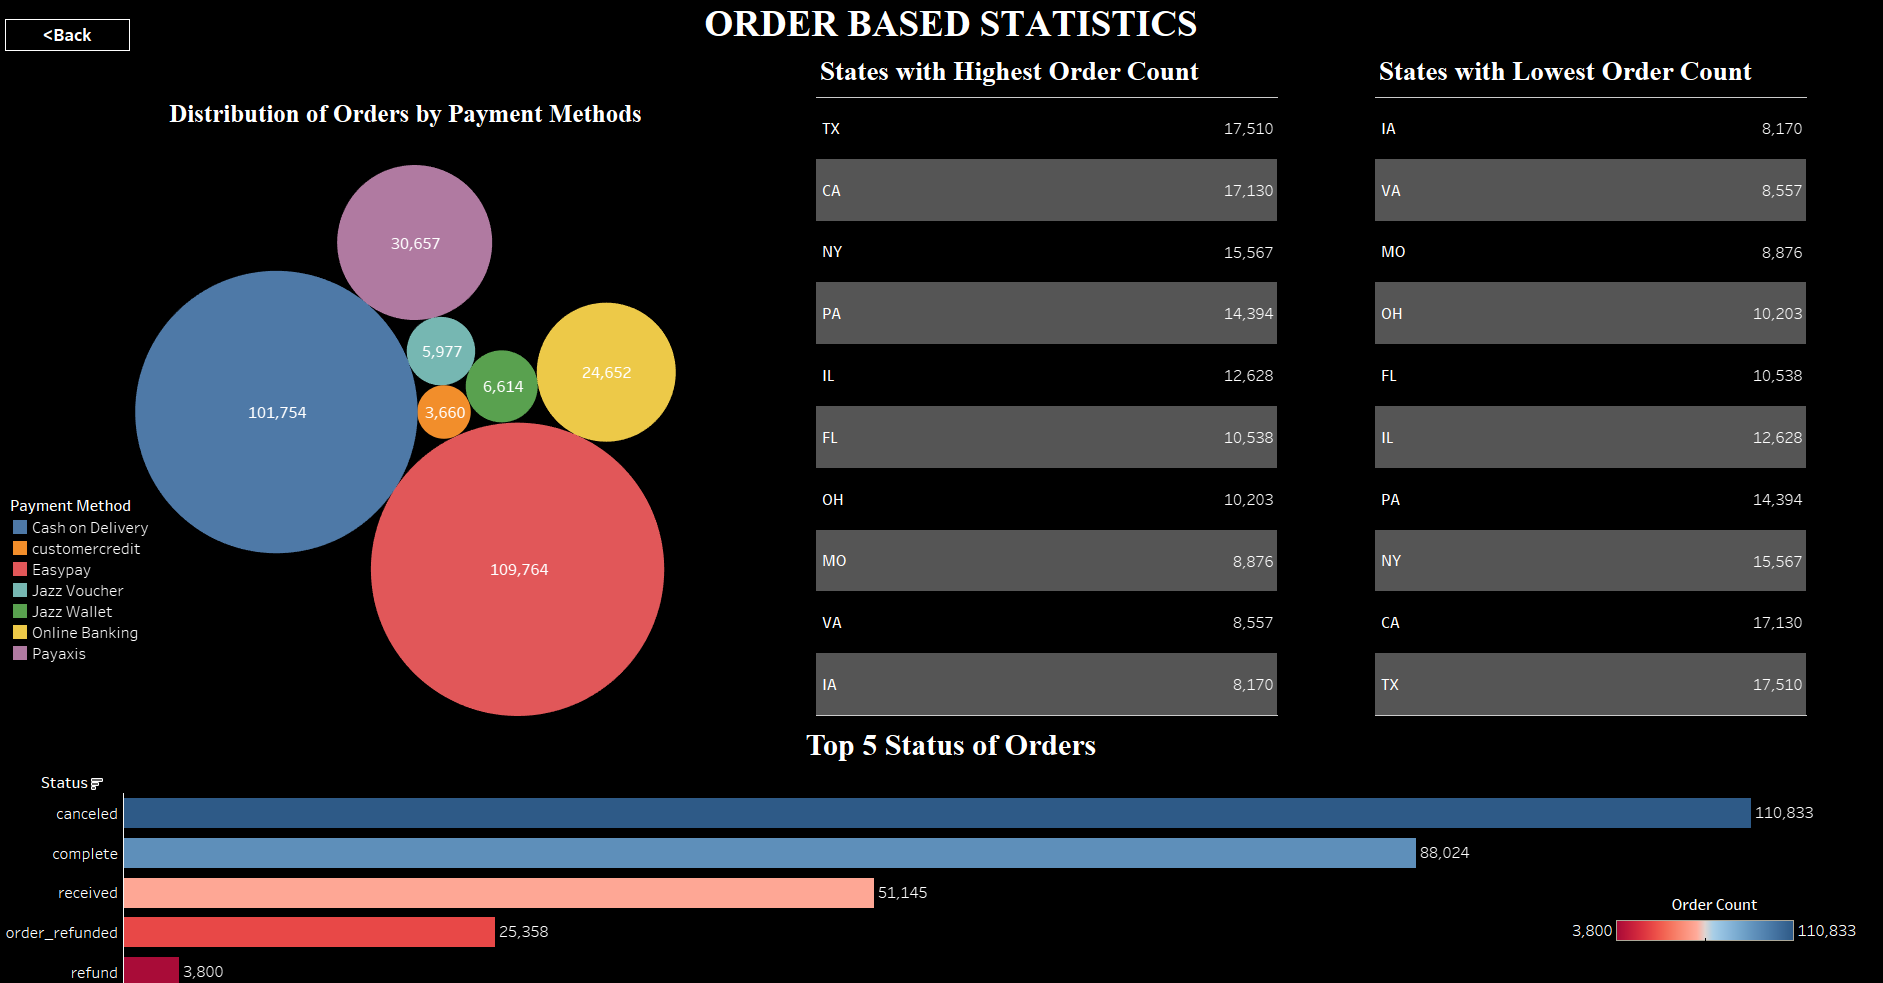 <Back
ORDER BASED STATISTICS
Distribution of Orders by Payment Methods
30,657
5,977
24,652
6,614
101,754
3,660
109,764
Payment Method
Cash on Delivery
customercredit
Easypay
Jazz Voucher
Jazz Wallet
Online Banking
Payaxis
States with Highest Order Count
TX 17,510
CA 17,130
NY 15,567
PA 14,394
IL 12,628
FL 10,538
OH 10,203
MO 8,876
VA 8,557
IA 8,170
States with Lowest Order Count
IA 8,170
VA 8,557
MO 8,876
OH 10,203
FL 10,538
IL 12,628
PA 14,394
NY 15,567
CA 17,130
TX 17,510
Top 5 Status of Orders
Status
canceled 110,833
complete 88,024
received 51,145
order_refunded 25,358
refund 3,800
Order Count
3,800 110,833